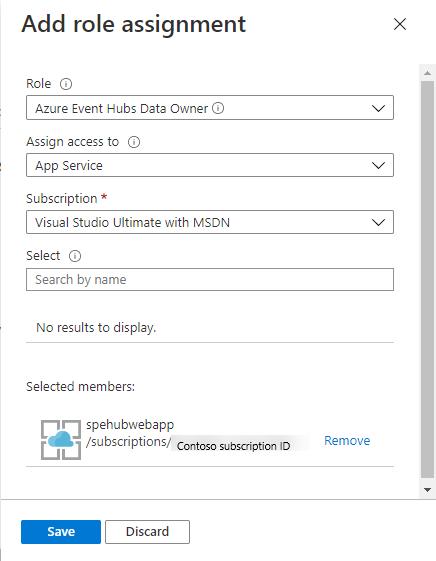 Add role assignment
Role
Azure Event Hubs Data Owner
Assign access to
App Service
Subscription *
Visual Studio Ultimate with MSDN
Select
Search by name
No results to display.
Selected members:
spehubwebapp
/subscriptions/ Contoso subscription ID
Remove
Save Discard